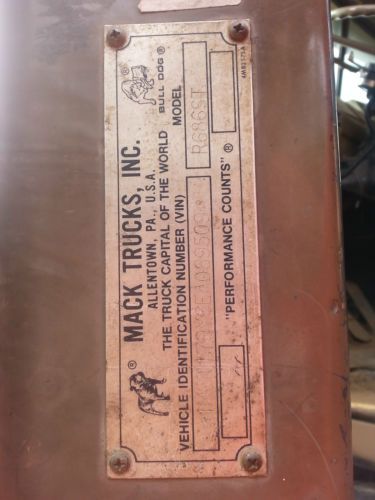 MACK TRUCKS, INC.
ALLENTOWN, PA., U.S.A.
THE TRUCK CAPITAL OF THE WORLD
BULL DOG ®
®
VEHICLE IDENTIFICATION NUMBER (VIN)
MODEL
R686ST
"PERFORMANCE COUNTS" ®